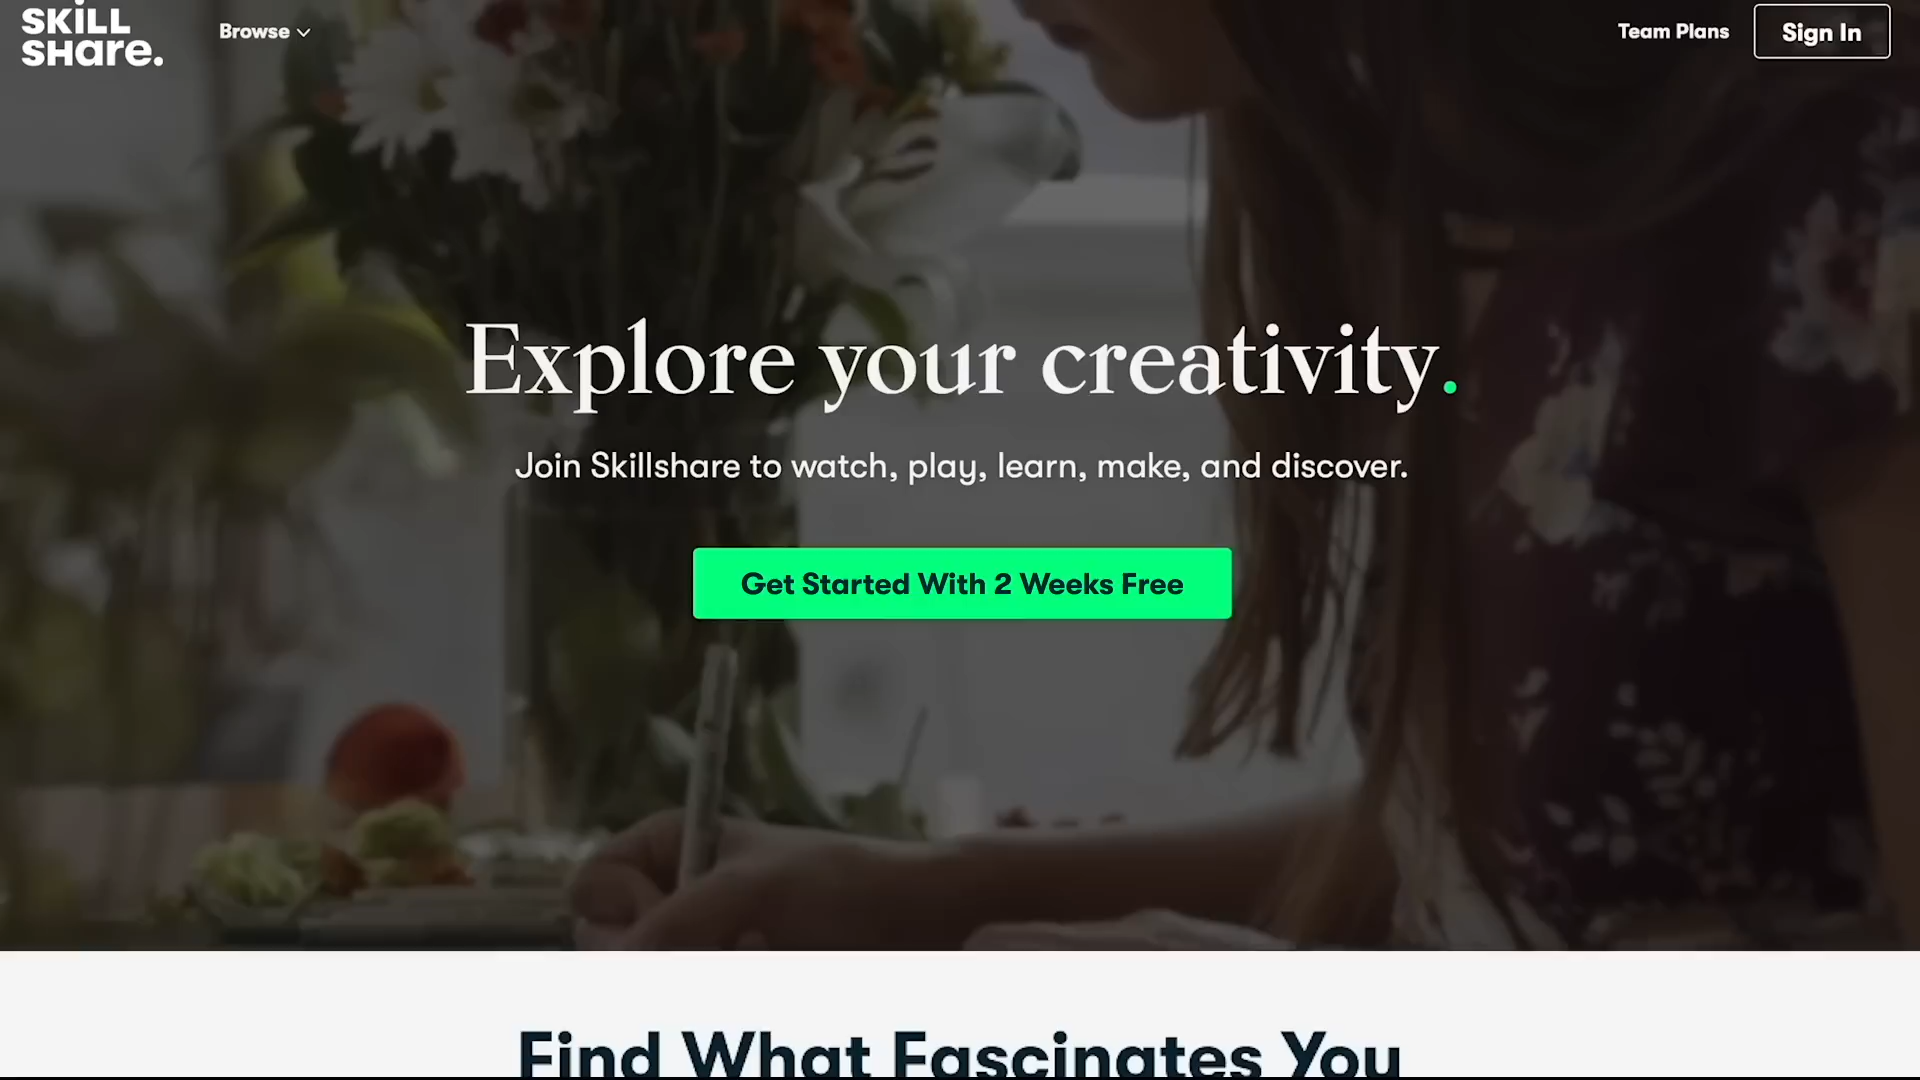 SKILL
SHare.
Browse
Team Plans
Sign In
Explore your creativity.
Join Skillshare to watch, play, learn, make, and discover.
Get Started With 2 Weeks Free
Find What Fascinates You